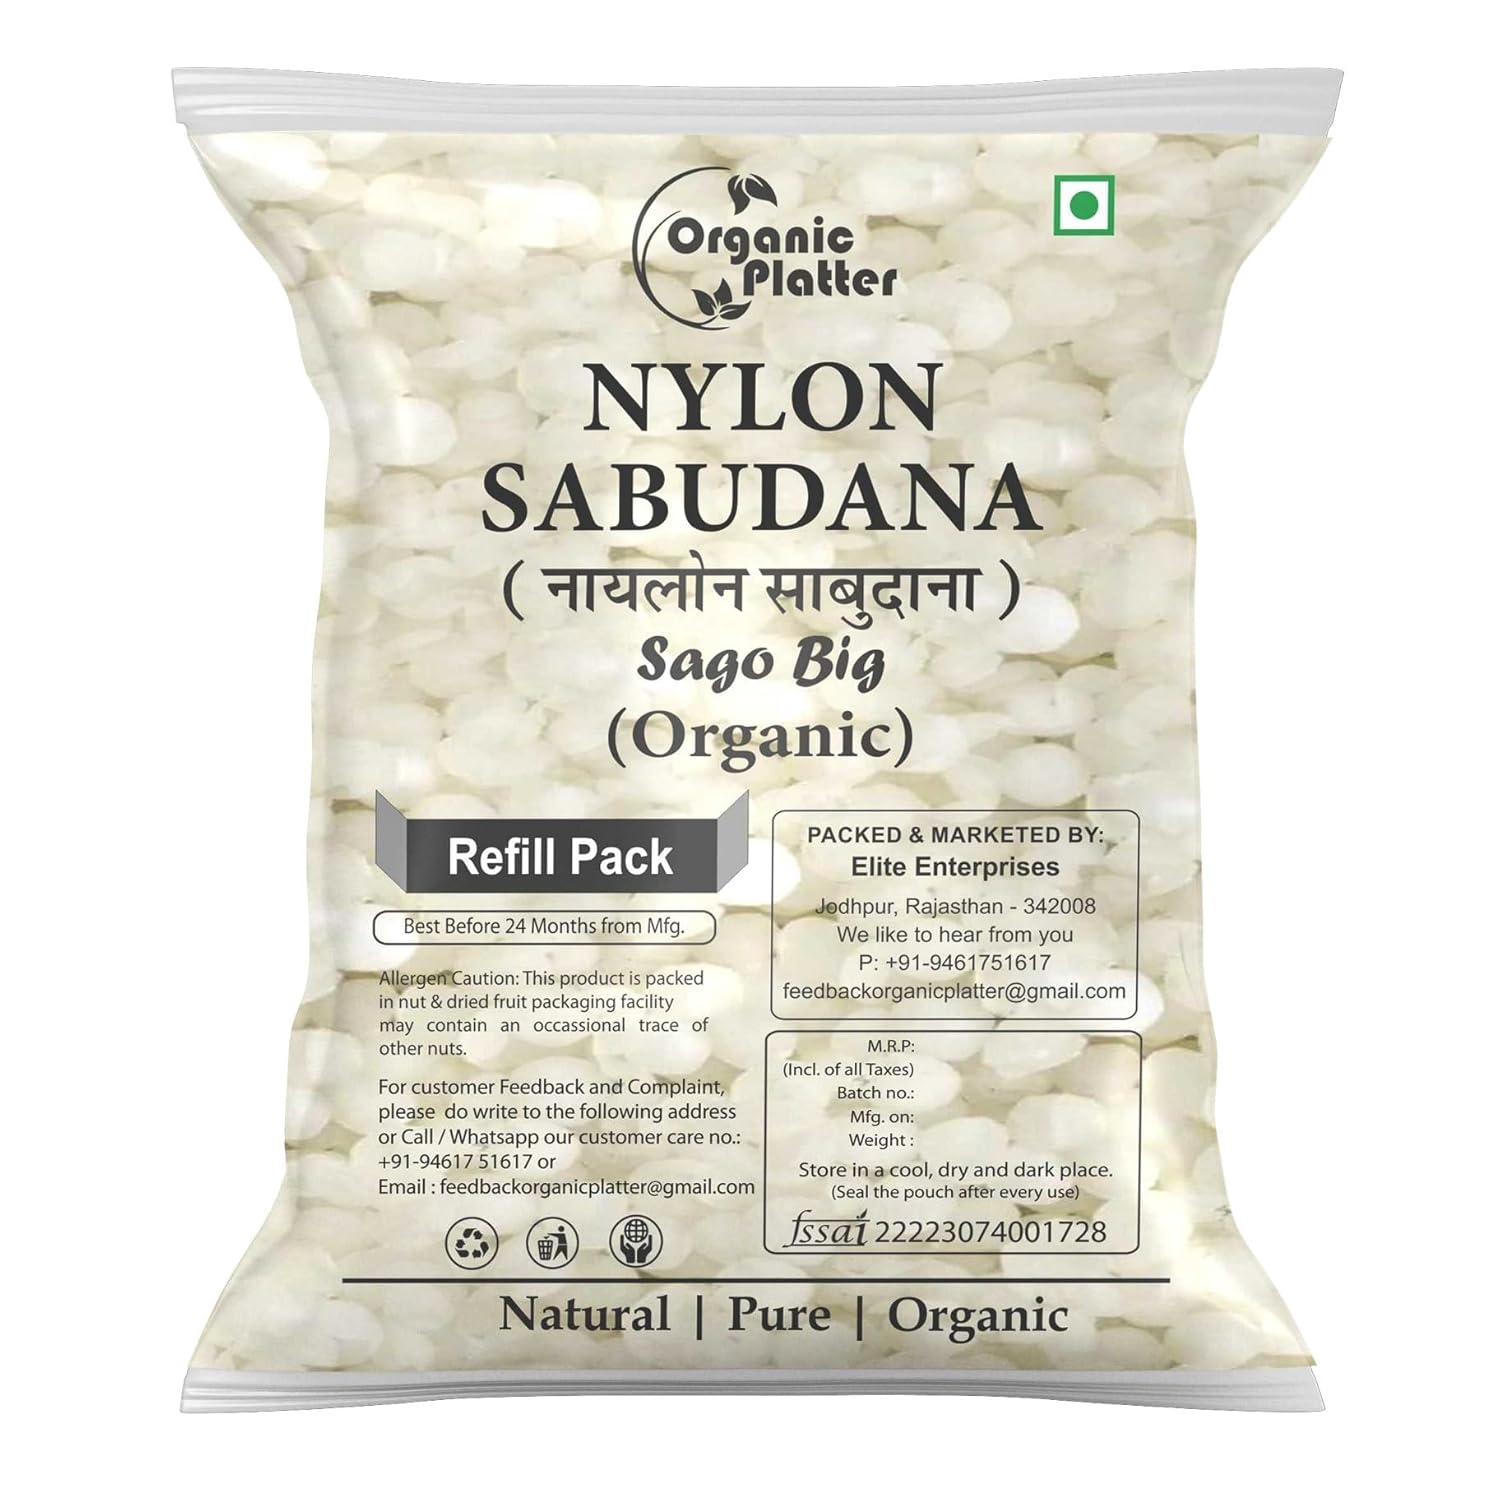 Organic
Platter
NYLON
SABUDANA
( नायलोन साबुदाना )
Sago Big
(Organic)
Refill Pack
Best Before 24 Months from Mfg.
Allergen Caution: This product is packed
in nut & dried fruit packaging facility
may contain an occassional trace of
other nuts.
For customer Feedback and Complaint,
please do write to the following address
or Call / Whatsapp our customer care no.:
+91-94617 51617 or
Email : feedbackorganicplatter@gmail.com
PACKED & MARKETED BY:
Elite Enterprises
Jodhpur, Rajasthan - 342008
We like to hear from you
P: +91-9461751617
feedbackorganicplatter@gmail.com
M.R.P:
(Incl. of all Taxes)
Batch no.:
Mfg. on:
Weight :
Store in a cool, dry and dark place.
(Seal the pouch after every use)
fssai 22223074001728
Natural | Pure | Organic